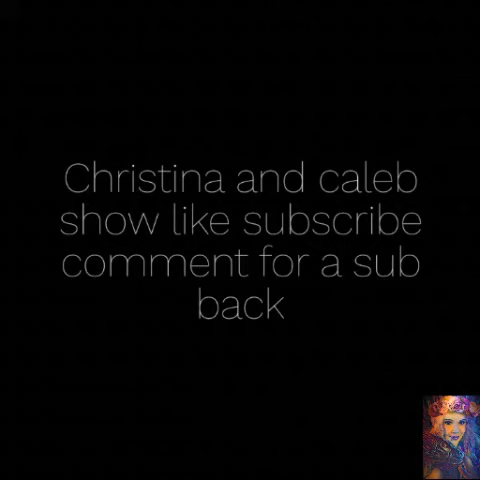 Christina and caleb
show like subscribe
comment for a sub
back